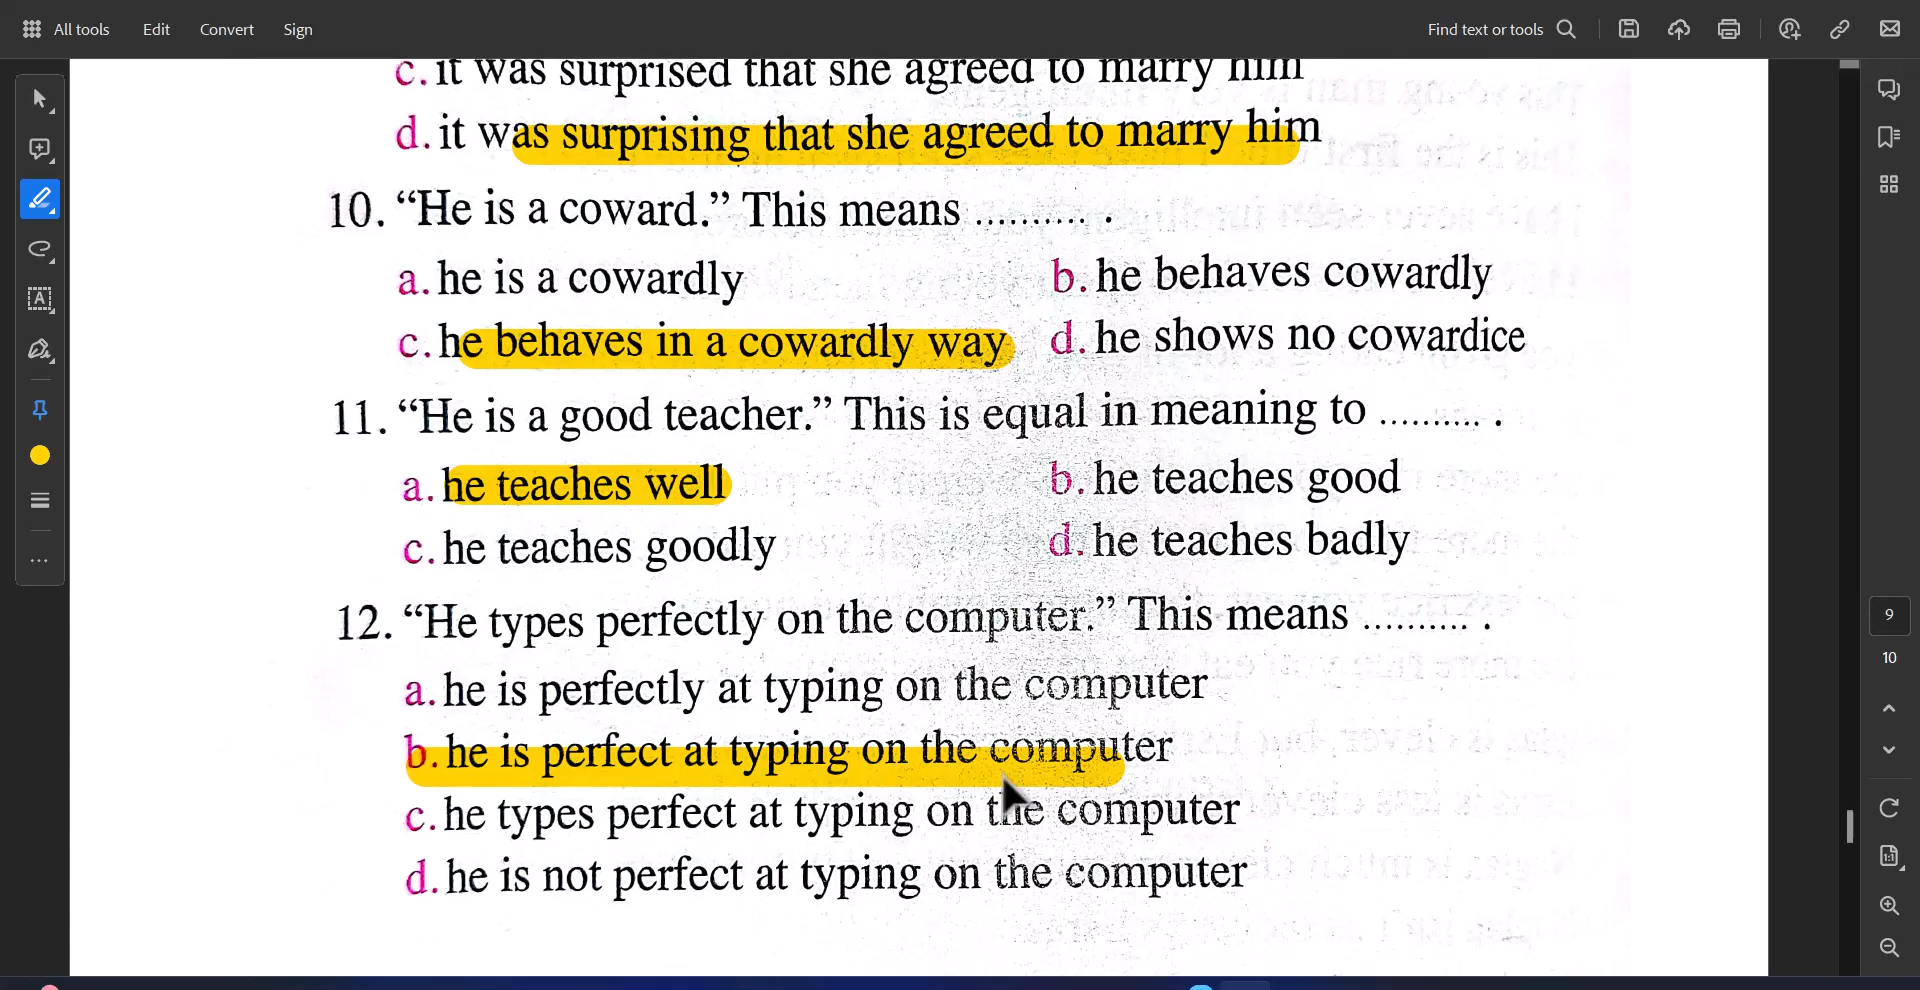 All tools Edit Convert Sign Find text or tools
c. it was surprised that she agreed to marry him
d. it was surprising that she agreed to marry him
10. “He is a coward.” This means .......... .
a. he is a cowardly b. he behaves cowardly
c. he behaves in a cowardly way d. he shows no cowardice
11. “He is a good teacher.” This is equal in meaning to .......... .
a. he teaches well b. he teaches good
c. he teaches goodly d. he teaches badly
12. “He types perfectly on the computer.” This means .......... .
a. he is perfectly at typing on the computer
b. he is perfect at typing on the computer
c. he types perfect at typing on the computer
d. he is not perfect at typing on the computer
9
10